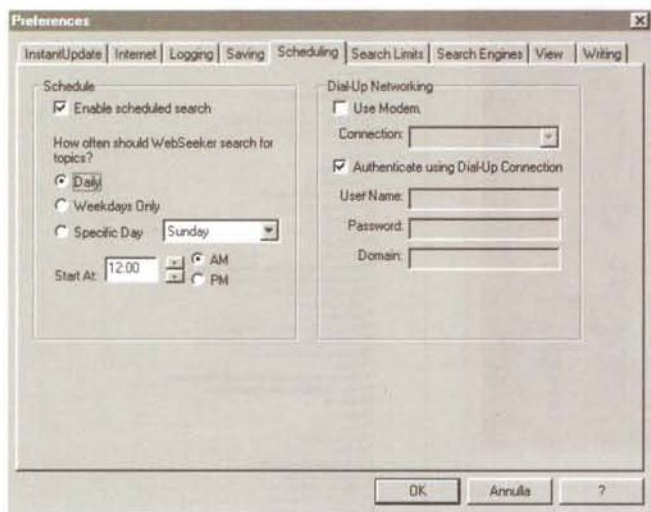 Preferences
InstantUpdate Internet Logging Saving Scheduling Search Limits Search Engines View Writing
Schedule
Enable scheduled search
How often should WebSeeker search for
topics?
Daily
Weekdays Only
Specific Day Sunday
Start At: 12:00 AM
PM
Dial-Up Networking
Use Modem.
Connection:
Authenticate using Dial-Up Connection
User Name:
Password:
Domain:
OK Annulla ?